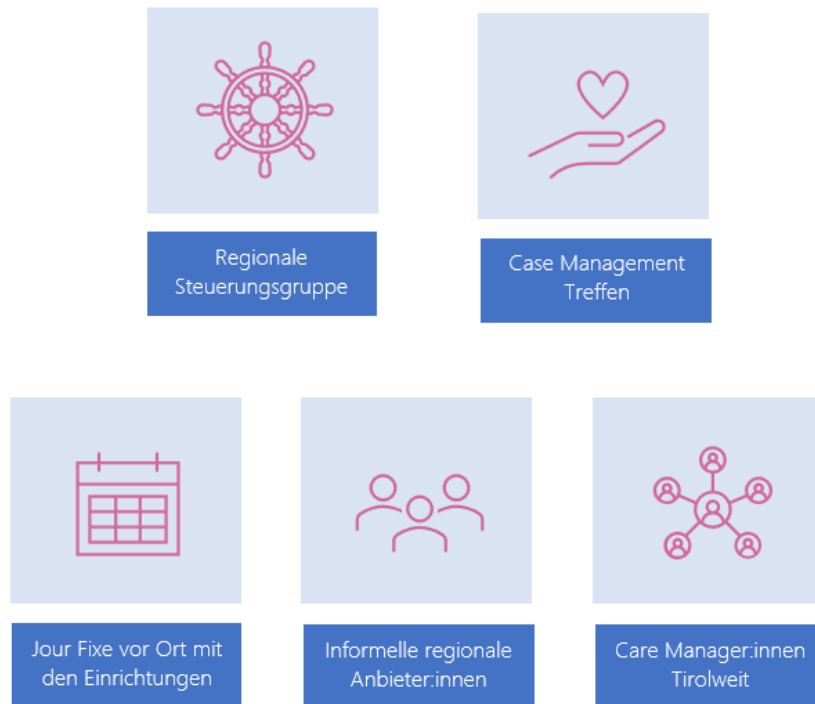 Regionale
Steuerungsgruppe
Case Management
Treffen
Jour Fixe vor Ort mit
den Einrichtungen
Informelle regionale
Anbieter:innen
Care Manager:innen
Tirolweit